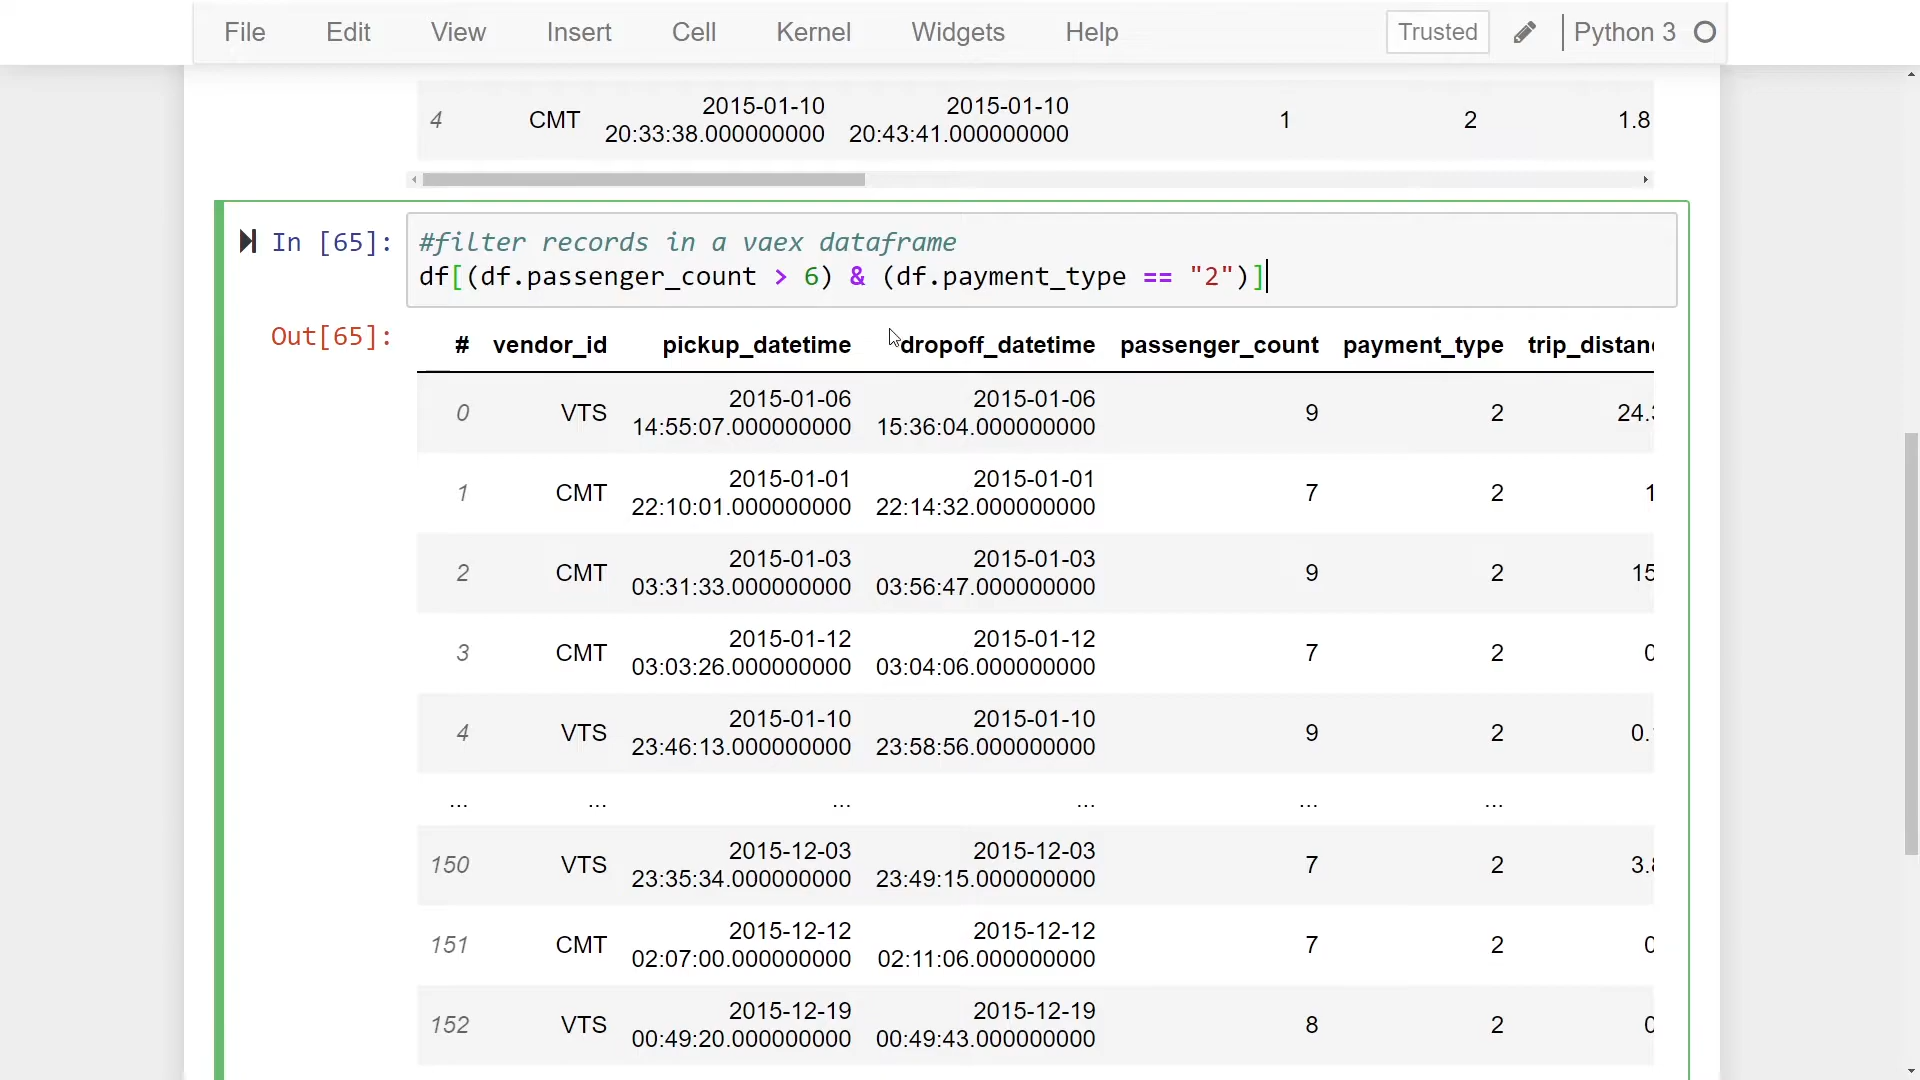 File Edit View Insert Cell Kernel Widgets Help Trusted Python 3
4 CMT 2015-01-10 20:33:38.000000000 2015-01-10 20:43:41.000000000 1 2 1.8
In [65]: #filter records in a vaex dataframe
df[(df.passenger_count > 6) & (df.payment_type == "2")]
Out[65]:
# vendor_id pickup_datetime dropoff_datetime passenger_count payment_type trip_distan
0 VTS 2015-01-06 14:55:07.000000000 2015-01-06 15:36:04.000000000 9 2 24.
1 CMT 2015-01-01 22:10:01.000000000 2015-01-01 22:14:32.000000000 7 2 1
2 CMT 2015-01-03 03:31:33.000000000 2015-01-03 03:56:47.000000000 9 2 15
3 CMT 2015-01-12 03:03:26.000000000 2015-01-12 03:04:06.000000000 7 2 0
4 VTS 2015-01-10 23:46:13.000000000 2015-01-10 23:58:56.000000000 9 2 0.
... ... ... ... ... ...
150 VTS 2015-12-03 23:35:34.000000000 2015-12-03 23:49:15.000000000 7 2 3.
151 CMT 2015-12-12 02:07:00.000000000 2015-12-12 02:11:06.000000000 7 2 0
152 VTS 2015-12-19 00:49:20.000000000 2015-12-19 00:49:43.000000000 8 2 0